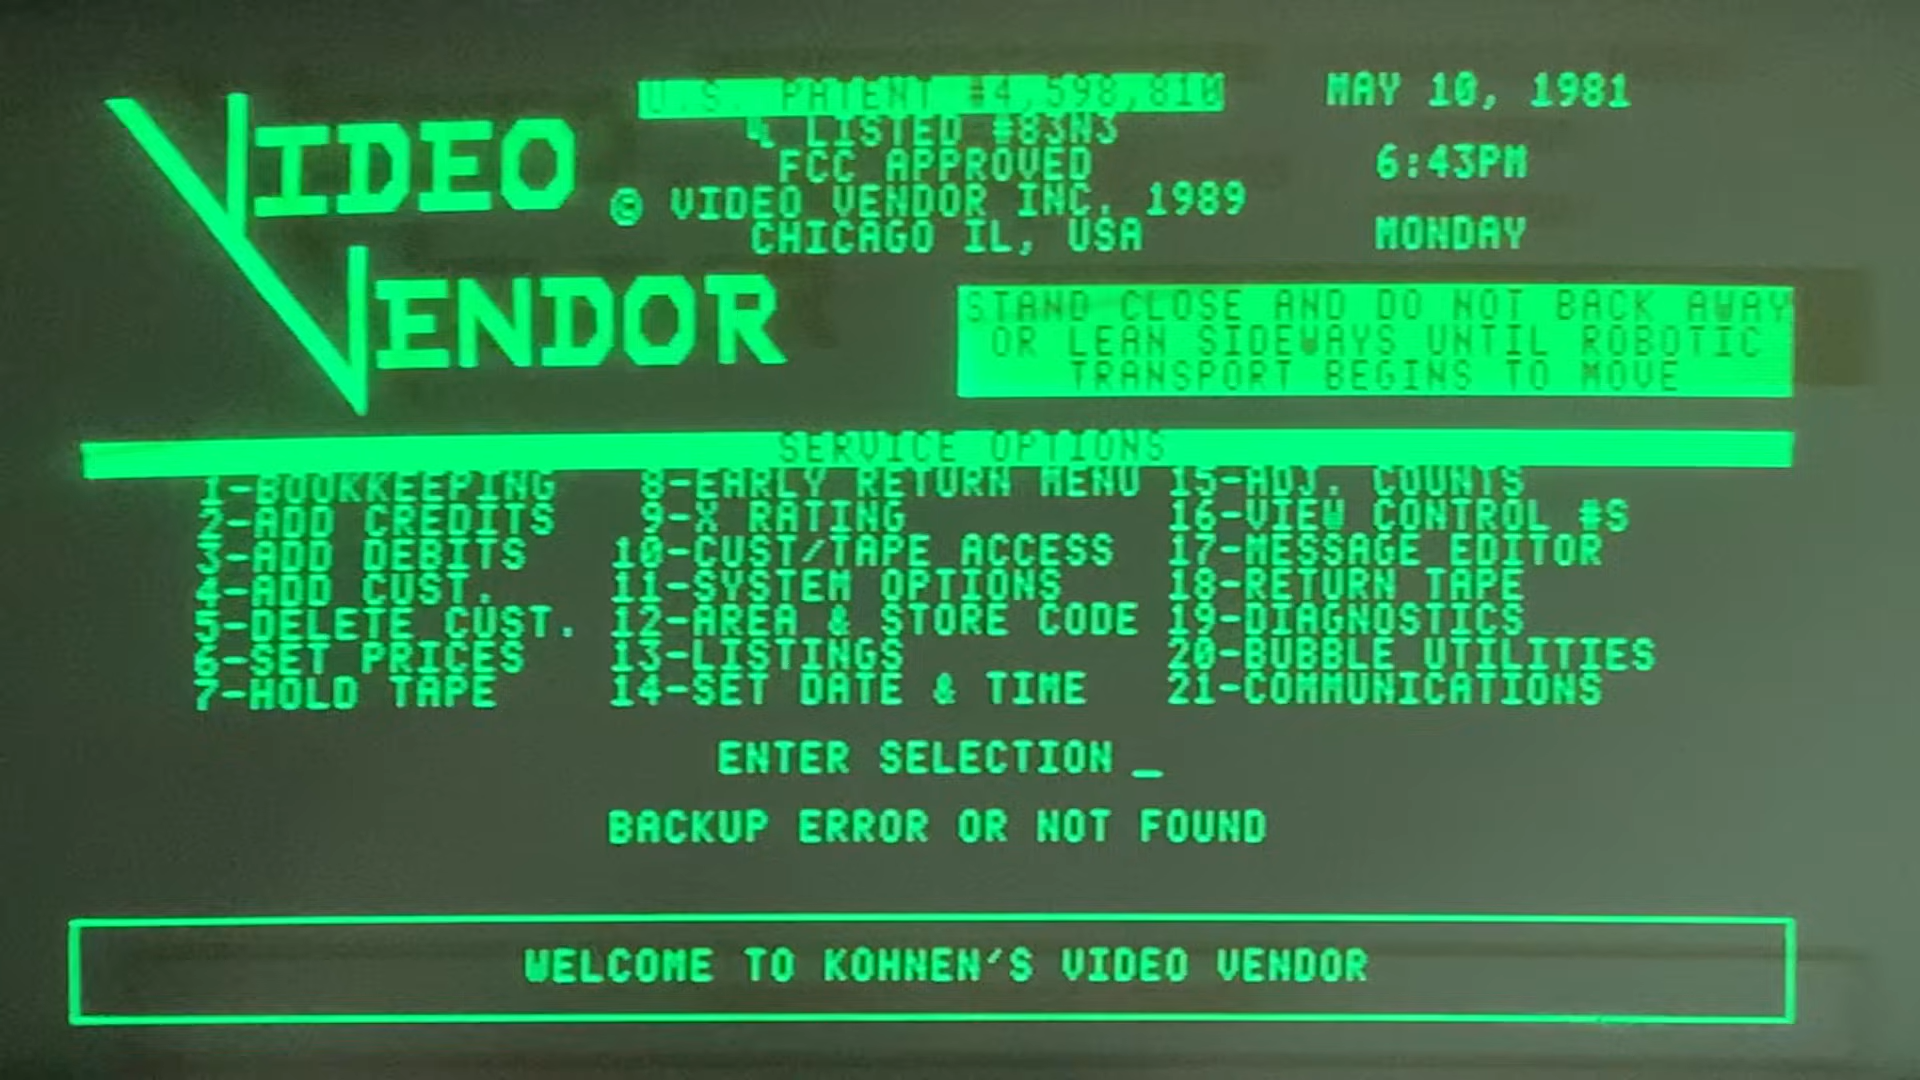 VIDEO
VENDOR
U.S. PATENT #4,598,810
LISTED #83N3
FCC APPROVED
© VIDEO VENDOR INC. 1989
CHICAGO IL, USA
MAY 10, 1981
6:43PM
MONDAY
STAND CLOSE AND DO NOT BACK AWAY
OR LEAN SIDEWAYS UNTIL ROBOTIC
TRANSPORT BEGINS TO MOVE
SERVICE OPTIONS
1-BOOKKEEPING
2-ADD CREDITS
3-ADD DEBITS
4-ADD CUST.
5-DELETE CUST.
6-SET PRICES
7-HOLD TAPE
8-EARLY RETURN MENU
9-X RATING
10-CUST/TAPE ACCESS
11-SYSTEM OPTIONS
12-AREA & STORE CODE
13-LISTINGS
14-SET DATE & TIME
15-ADJ. COUNTS
16-VIEW CONTROL #S
17-MESSAGE EDITOR
18-RETURN TAPE
19-DIAGNOSTICS
20-BUBBLE UTILITIES
21-COMMUNICATIONS
ENTER SELECTION _
BACKUP ERROR OR NOT FOUND
WELCOME TO KOHNEN'S VIDEO VENDOR